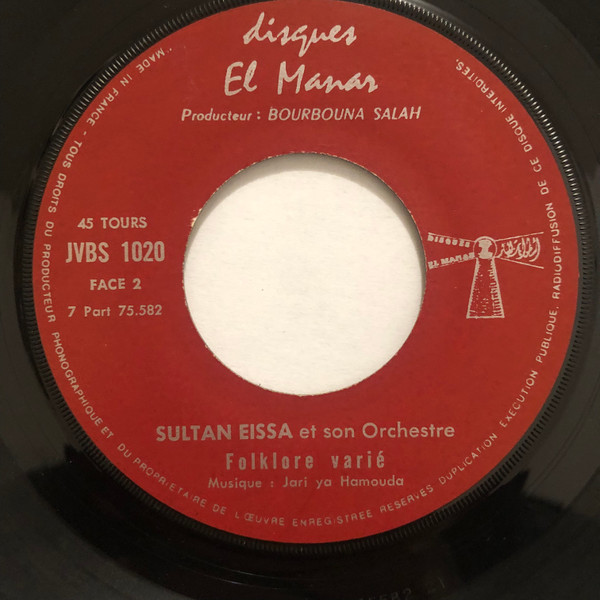 disques
El Manar
Producteur : BOURBOUNA SALAH
45 TOURS
JVBS 1020
FACE 2
7 Part 75.582
DISQUES
EL MANAR
SULTAN EISSA et son Orchestre
Folklore varié
Musique : Jari ya Hamouda
"MADE IN FRANCE - TOUS DROITS DU PRODUCTEUR PHONOGRAPHIQUE ET DU PROPRIETAIRE DE L'ŒUVRE ENREGISTREE RESERVES DUPLICATION EXECUTION PUBLIQUE. RADIODIFFUSION DE CE DISQUE INTERDITES.